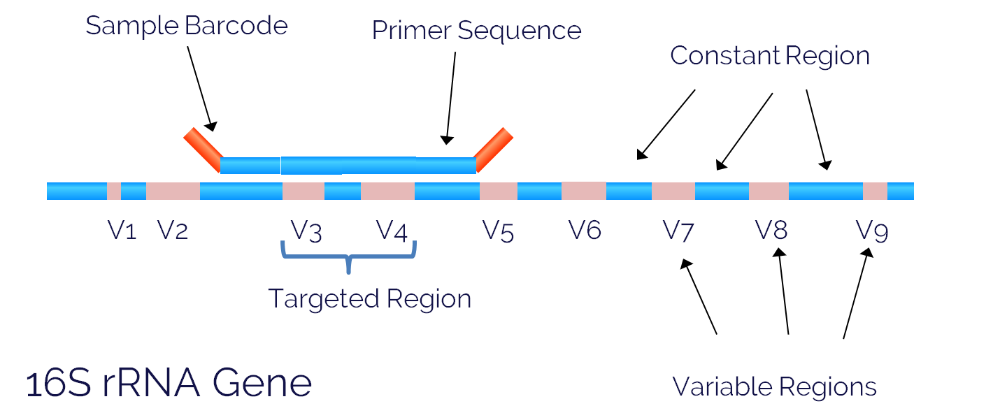 Sample Barcode
Primer Sequence
Constant Region
V1 V2 V3 V4 V5 V6 V7 V8 V9
Targeted Region
16S rRNA Gene
Variable Regions